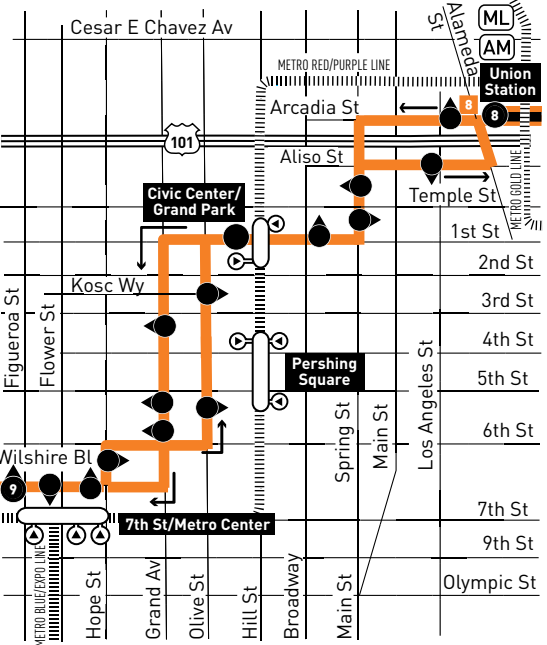 Cesar E Chavez Av
Alameda
St
ML
AM
METRO RED/PURPLE LINE
Union
Station
Arcadia St
8
8
101
Aliso St
METRO GOLD LINE
Civic Center/
Grand Park
Temple St
1st St
2nd St
Kosc Wy
3rd St
Figueroa St
Flower St
4th St
Pershing
Square
5th St
Spring St
Main St
Los Angeles St
6th St
Wilshire Bl
9
7th St
7th St/Metro Center
9th St
METRO BLUE/EXPO LINE
Hope St
Grand Av
Olive St
Hill St
Broadway
Main St
Olympic St